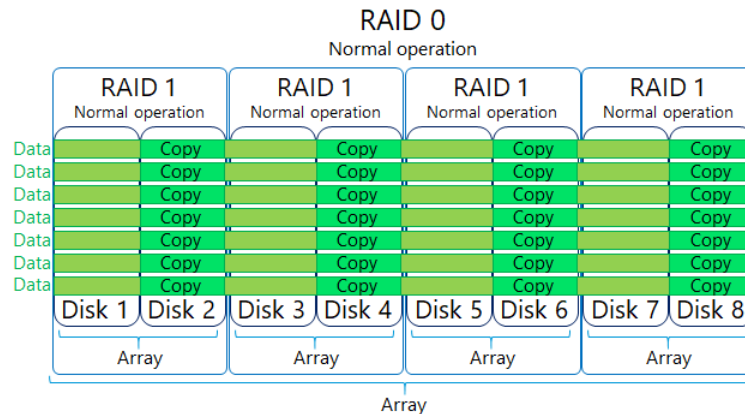 RAID 0
Normal operation
RAID 1 RAID 1 RAID 1 RAID 1
Normal operation Normal operation Normal operation Normal operation
Data Copy Copy Copy Copy
Data Copy Copy Copy Copy
Data Copy Copy Copy Copy
Data Copy Copy Copy Copy
Data Copy Copy Copy Copy
Data Copy Copy Copy Copy
Data Copy Copy Copy Copy
Disk 1 Disk 2 Disk 3 Disk 4 Disk 5 Disk 6 Disk 7 Disk 8
Array Array Array Array
Array